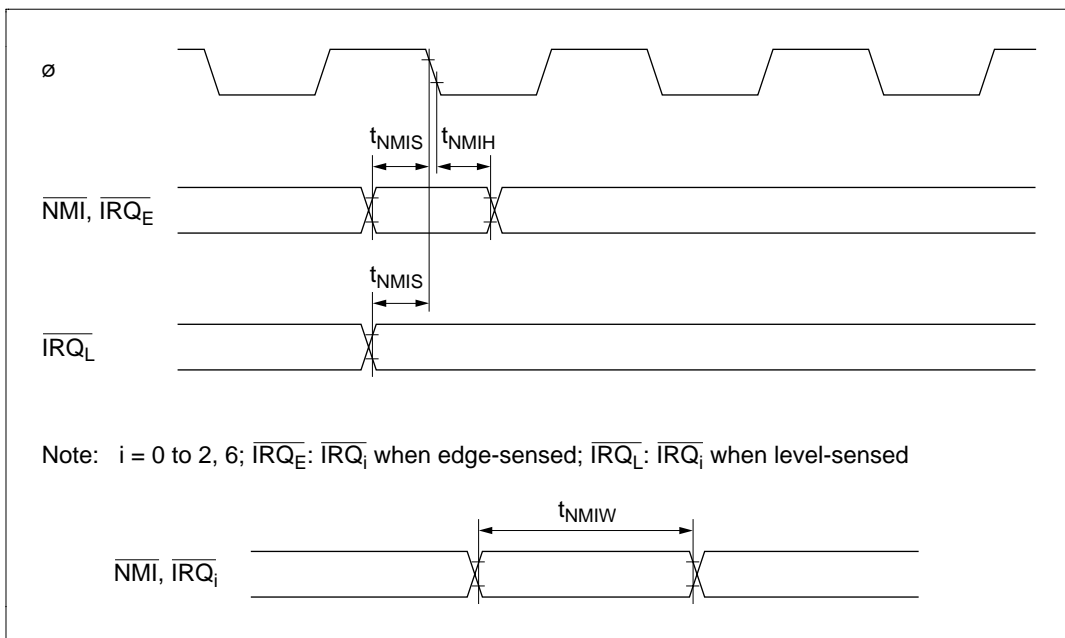 ø
tNMIS tNMIH
NMI, IRQE
tNMIS
IRQL
Note: i = 0 to 2, 6; IRQE: IRQi when edge-sensed; IRQL: IRQi when level-sensed
tNMIW
NMI, IRQi